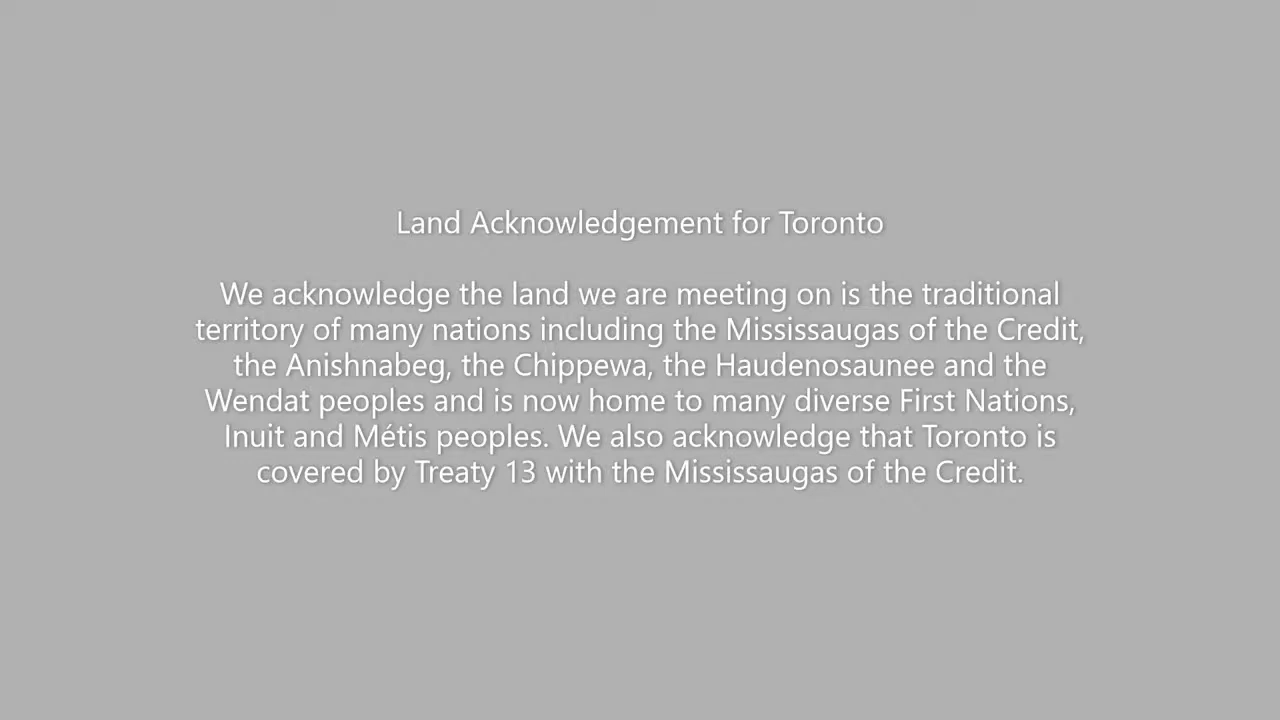 Land Acknowledgement for Toronto
We acknowledge the land we are meeting on is the traditional
territory of many nations including the Mississaugas of the Credit,
the Anishnabeg, the Chippewa, the Haudenosaunee and the
Wendat peoples and is now home to many diverse First Nations,
Inuit and Métis peoples. We also acknowledge that Toronto is
covered by Treaty 13 with the Mississaugas of the Credit.